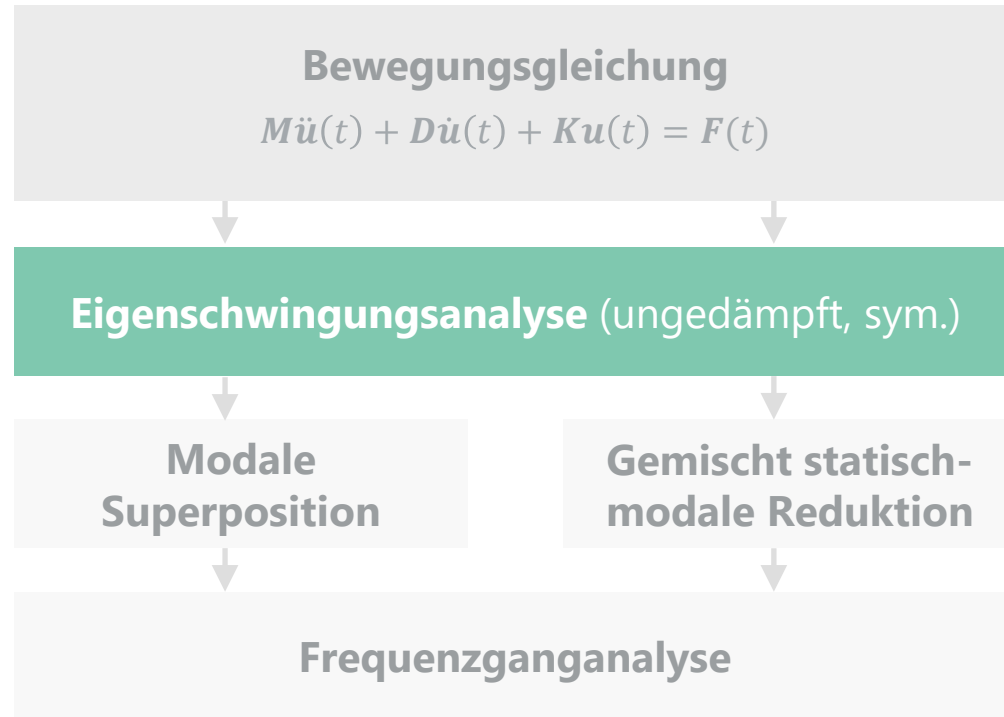 Bewegungsgleichung
𝑴𝒖̈(𝑡) + 𝑫𝒖̇(𝑡) + 𝑲𝒖(𝑡) = 𝑭(𝑡)
Eigenschwingungsanalyse (ungedämpft, sym.)
Modale
Superposition
Gemischt statisch-
modale Reduktion
Frequenzganganalyse